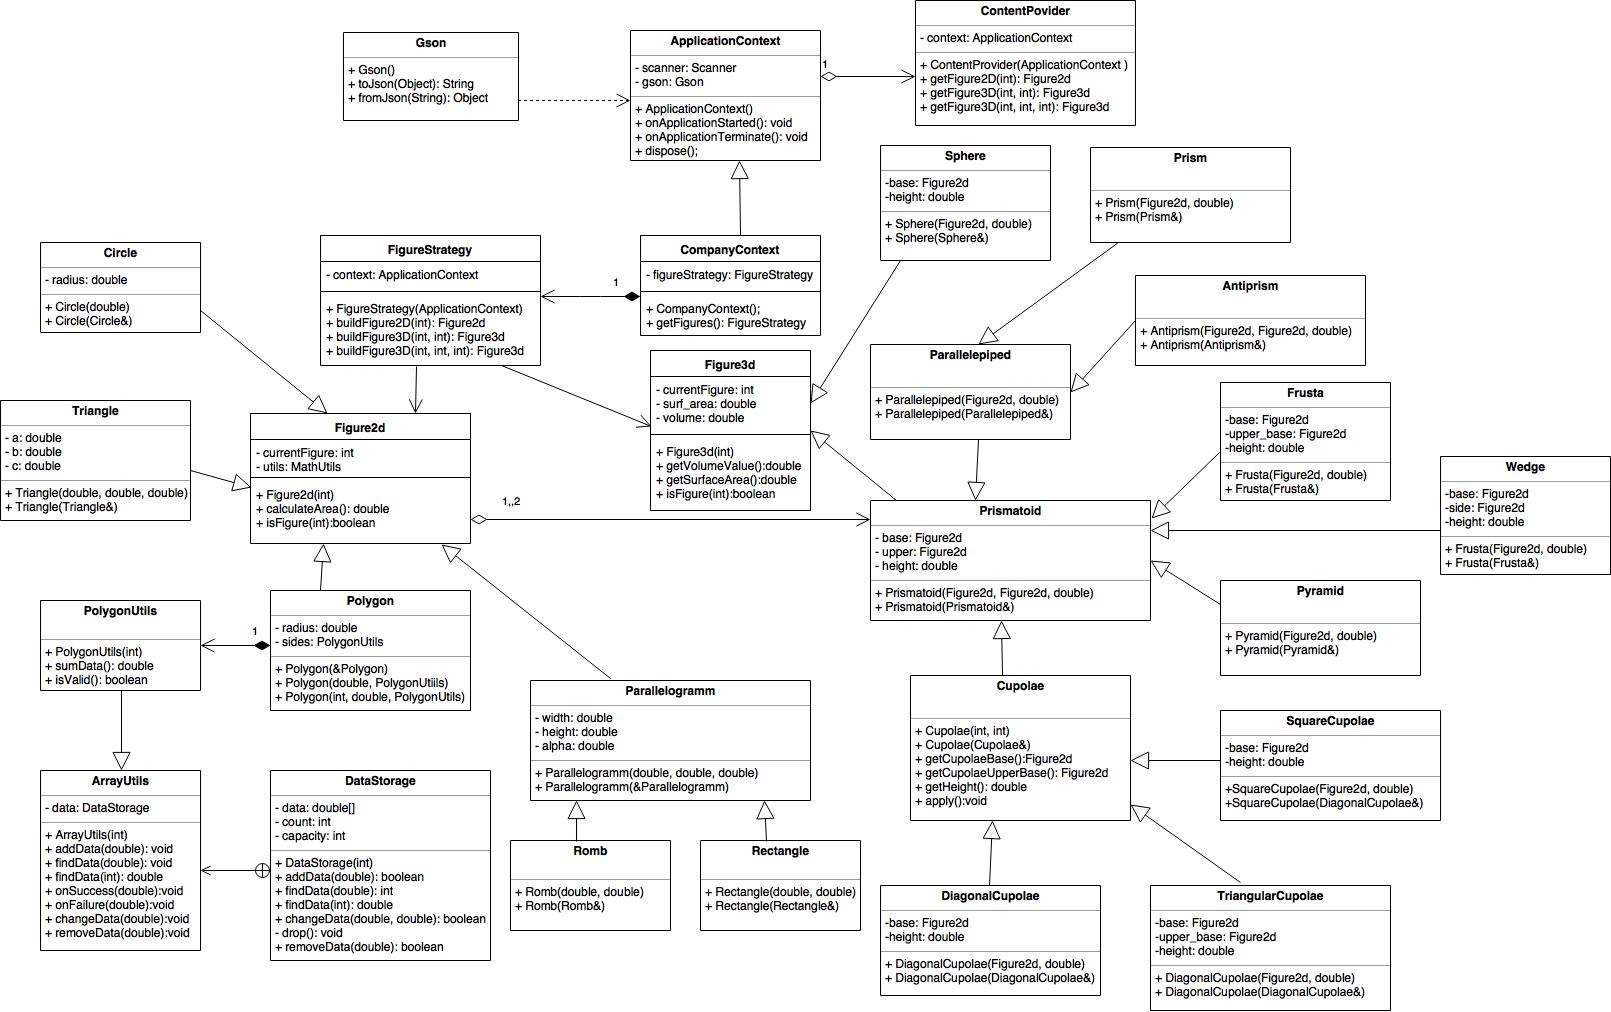 Gson
+ Gson()
+ toJson(Object): String
+ fromJson(String): Object
ApplicationContext
- scanner: Scanner
- gson: Gson
+ ApplicationContext()
+ onApplicationStarted(): void
+ onApplicationTerminate(): void
+ dispose();
1
ContentPovider
- context: ApplicationContext
+ ContentProvider(ApplicationContext )
+ getFigure2D(int): Figure2d
+ getFigure3D(int, int): Figure3d
+ getFigure3D(int, int, int): Figure3d
Sphere
-base: Figure2d
-height: double
+ Sphere(Figure2d, double)
+ Sphere(Sphere&)
Prism
+ Prism(Figure2d, double)
+ Prism(Prism&)
Circle
- radius: double
+ Circle(double)
+ Circle(Circle&)
FigureStrategy
- context: ApplicationContext
+ FigureStrategy(ApplicationContext)
+ buildFigure2D(int): Figure2d
+ buildFigure3D(int, int): Figure3d
+ buildFigure3D(int, int, int): Figure3d
1
CompanyContext
- figureStrategy: FigureStrategy
+ CompanyContext();
+ getFigures(): FigureStrategy
Antiprism
+ Antiprism(Figure2d, Figure2d, double)
+ Antiprism(Antiprism&)
Figure3d
- currentFigure: int
- surf_area: double
- volume: double
+ Figure3d(int)
+ getVolumeValue():double
+ getSurfaceArea():double
+ isFigure(int):boolean
Parallelepiped
+ Parallelepiped(Figure2d, double)
+ Parallelepiped(Parallelepiped&)
Frusta
-base: Figure2d
-upper_base: Figure2d
-height: double
+ Frusta(Figure2d, double)
+ Frusta(Frusta&)
Triangle
- a: double
- b: double
- c: double
+ Triangle(double, double, double)
+ Triangle(Triangle&)
Figure2d
- currentFigure: int
- utils: MathUtils
+ Figure2d(int)
+ calculateArea(): double
+ isFigure(int):boolean
1,,2
Wedge
-base: Figure2d
-side: Figure2d
-height: double
+ Frusta(Figure2d, double)
+ Frusta(Frusta&)
Prismatoid
- base: Figure2d
- upper: Figure2d
- height: double
+ Prismatoid(Figure2d, Figure2d, double)
+ Prismatoid(Prismatoid&)
Pyramid
+ Pyramid(Figure2d, double)
+ Pyramid(Pyramid&)
PolygonUtils
+ PolygonUtils(int)
+ sumData(): double
+ isValid(): boolean
1
Polygon
- radius: double
- sides: PolygonUtils
+ Polygon(&Polygon)
+ Polygon(double, PolygonUtiils)
+ Polygon(int, double, PolygonUtils)
Parallelogramm
- width: double
- height: double
- alpha: double
+ Parallelogramm(double, double, double)
+ Parallelogramm(&Parallelogramm)
Cupolae
+ Cupolae(int, int)
+ Cupolae(Cupolae&)
+ getCupolaeBase():Figure2d
+ getCupolaeUpperBase(): Figure2d
+ getHeight(): double
+ apply():void
SquareCupolae
-base: Figure2d
-height: double
+SquareCupolae(Figure2d, double)
+SquareCupolae(DiagonalCupolae&)
ArrayUtils
- data: DataStorage
+ ArrayUtils(int)
+ addData(double): void
+ findData(double): void
+ findData(int): double
+ onSuccess(double):void
+ onFailure(double):void
+ changeData(double):void
+ removeData(double):void
DataStorage
- data: double[]
- count: int
- capacity: int
+ DataStorage(int)
+ addData(double): boolean
+ findData(double): int
+ findData(int): double
+ changeData(double, double): boolean
- drop(): void
+ removeData(double): boolean
Romb
+ Romb(double, double)
+ Romb(Romb&)
Rectangle
+ Rectangle(double, double)
+ Rectangle(Rectangle&)
DiagonalCupolae
-base: Figure2d
-height: double
+ DiagonalCupolae(Figure2d, double)
+ DiagonalCupolae(DiagonalCupolae&)
TriangularCupolae
-base: Figure2d
-upper_base: Figure2d
-height: double
+ DiagonalCupolae(Figure2d, double)
+ DiagonalCupolae(DiagonalCupolae&)